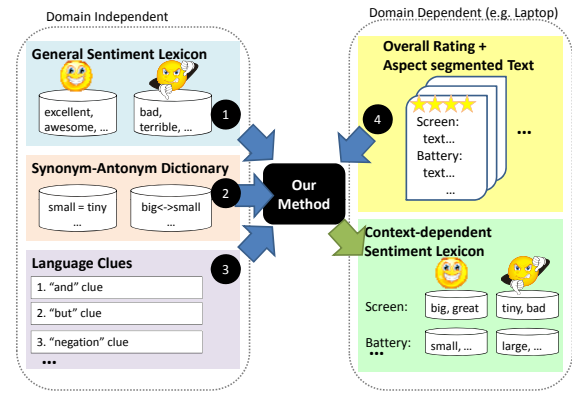 Domain Independent
General Sentiment Lexicon
excellent,
awesome, ...
bad,
terrible, ...
1
Synonym-Antonym Dictionary
small = tiny
...
big<->small
...
2
Language Clues
3
1. “and” clue
2. “but” clue
3. “negation” clue
...
Our
Method
Domain Dependent (e.g. Laptop)
Overall Rating +
Aspect segmented Text
4
Screen:
text...
Battery:
text...
...
...
Context-dependent
Sentiment Lexicon
Screen:
big, great
tiny, bad
Battery:
small, ...
large, ...
...